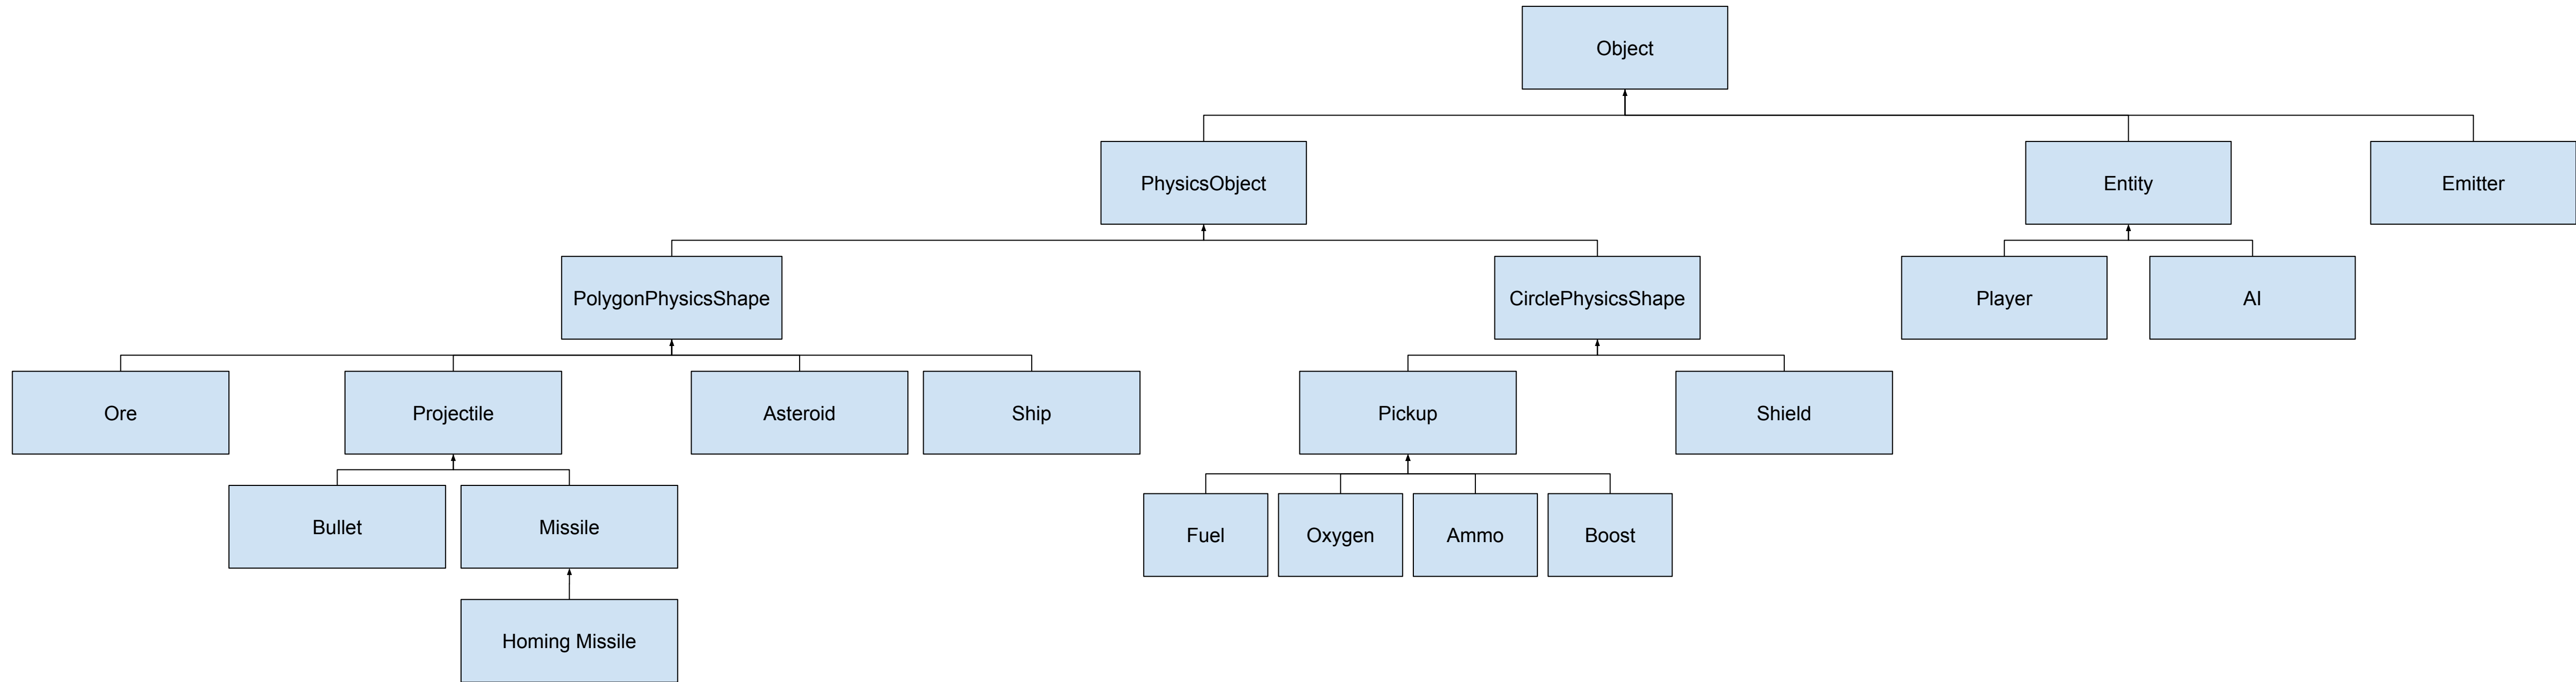 Object
PhysicsObject
Entity
Emitter
PolygonPhysicsShape
CirclePhysicsShape
Player
AI
Ore
Projectile
Asteroid
Ship
Pickup
Shield
Bullet
Missile
Fuel
Oxygen
Ammo
Boost
Homing Missile